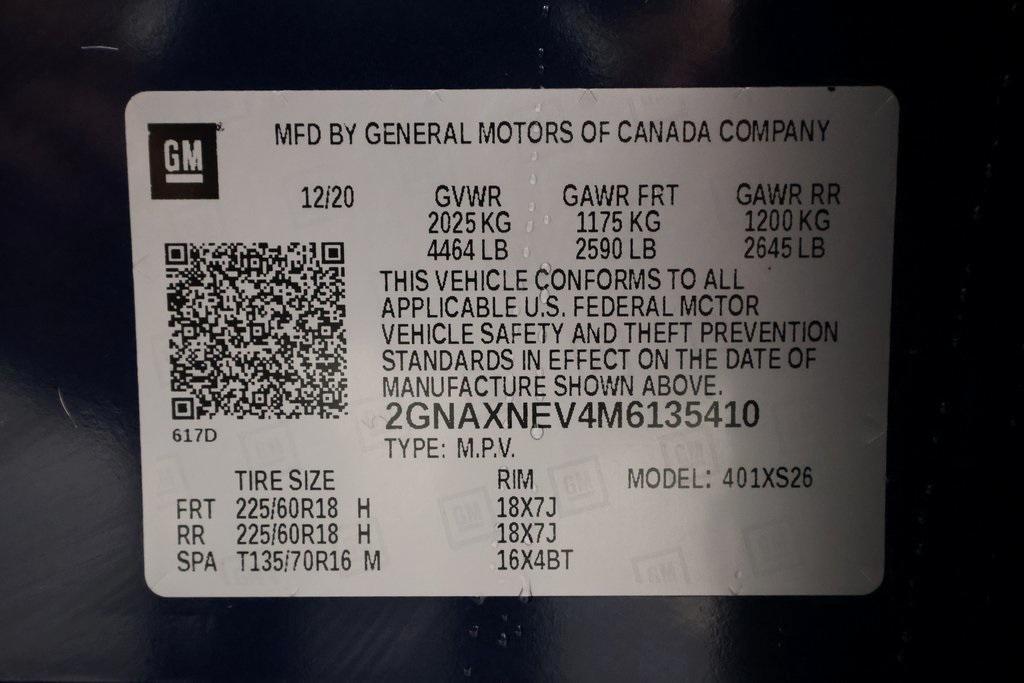 GM
MFD BY GENERAL MOTORS OF CANADA COMPANY
12/20 GVWR GAWR FRT GAWR RR
2025 KG 1175 KG 1200 KG
4464 LB 2590 LB 2645 LB
THIS VEHICLE CONFORMS TO ALL
APPLICABLE U.S. FEDERAL MOTOR
VEHICLE SAFETY AND THEFT PREVENTION
STANDARDS IN EFFECT ON THE DATE OF
MANUFACTURE SHOWN ABOVE.
2GNAXNEV4M6135410
617D
TYPE: M.P.V.
TIRE SIZE RIM MODEL: 401XS26
FRT 225/60R18 H 18X7J
RR 225/60R18 H 18X7J
SPA T135/70R16 M 16X4BT